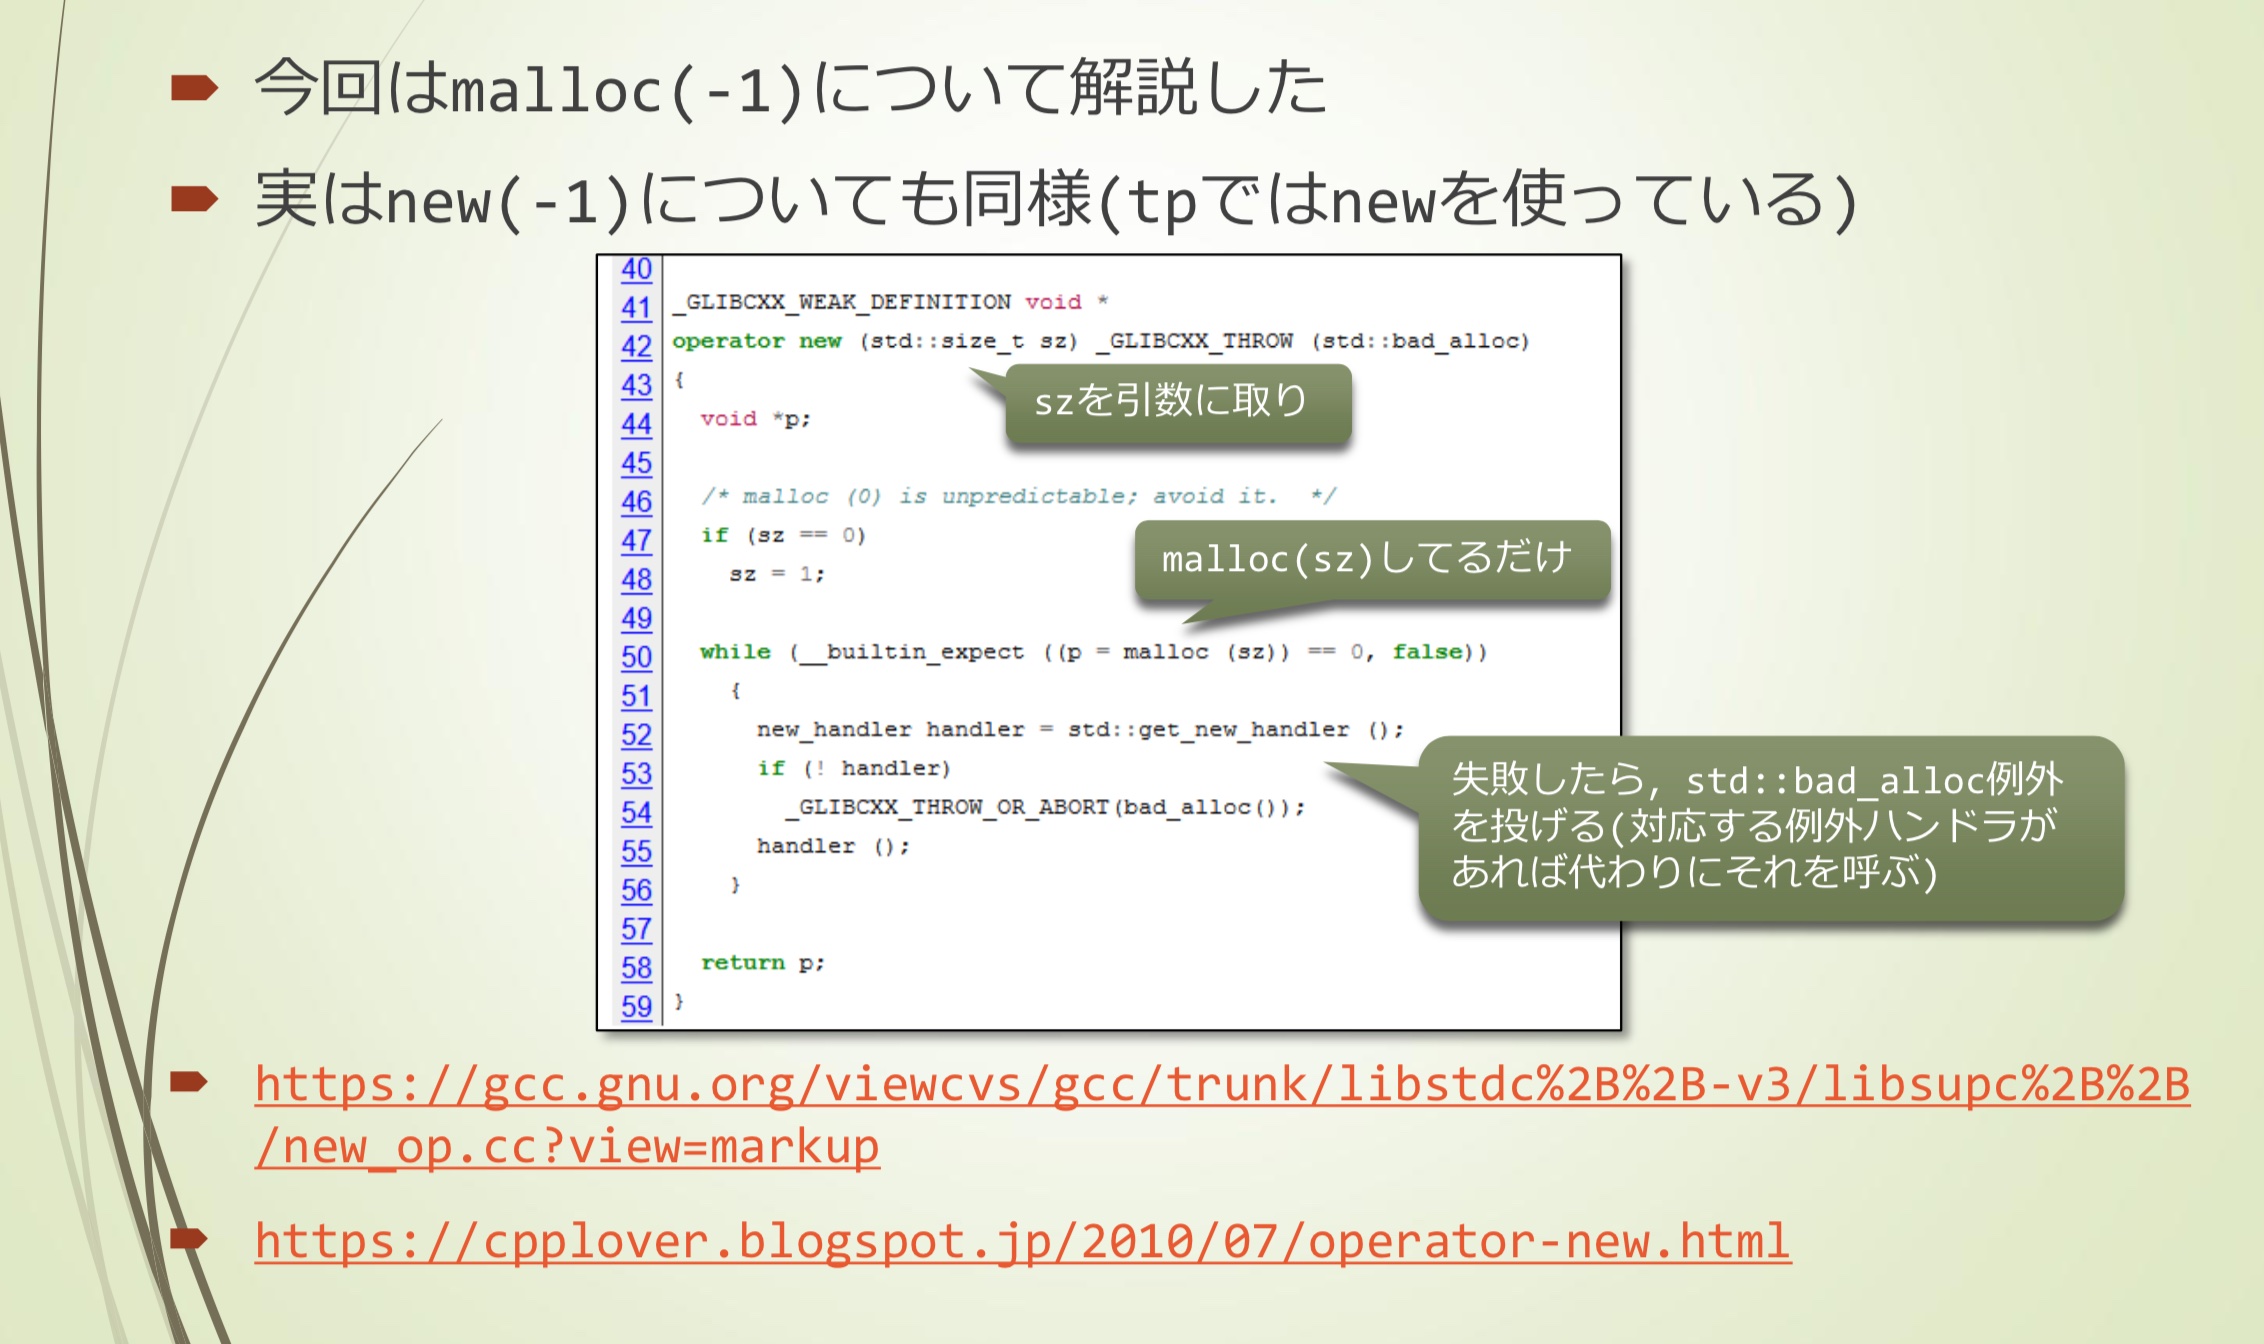 今回はmalloc(-1)について解説した
実はnew(-1)についても同様(tpではnewを使っている)
40
41 _GLIBCXX_WEAK_DEFINITION void *
42 operator new (std::size_t sz) _GLIBCXX_THROW (std::bad_alloc)
43 {
szを引数に取り
44 void *p;
45
46 /* malloc (0) is unpredictable; avoid it.  */
47 if (sz == 0)
malloc(sz)してるだけ
48 sz = 1;
49
50 while (__builtin_expect ((p = malloc (sz)) == 0, false))
51 {
52 new_handler handler = std::get_new_handler ();
53 if (! handler)
54 _GLIBCXX_THROW_OR_ABORT(bad_alloc());
55 handler ();
56 }
57
58 return p;
59 }
失敗したら, std::bad_alloc例外
を投げる(対応する例外ハンドラが
あれば代わりにそれを呼ぶ)
https://gcc.gnu.org/viewcvs/gcc/trunk/libstdc%2B%2B-v3/libsupc%2B%2B
/new_op.cc?view=markup
https://cpplover.blogspot.jp/2010/07/operator-new.html